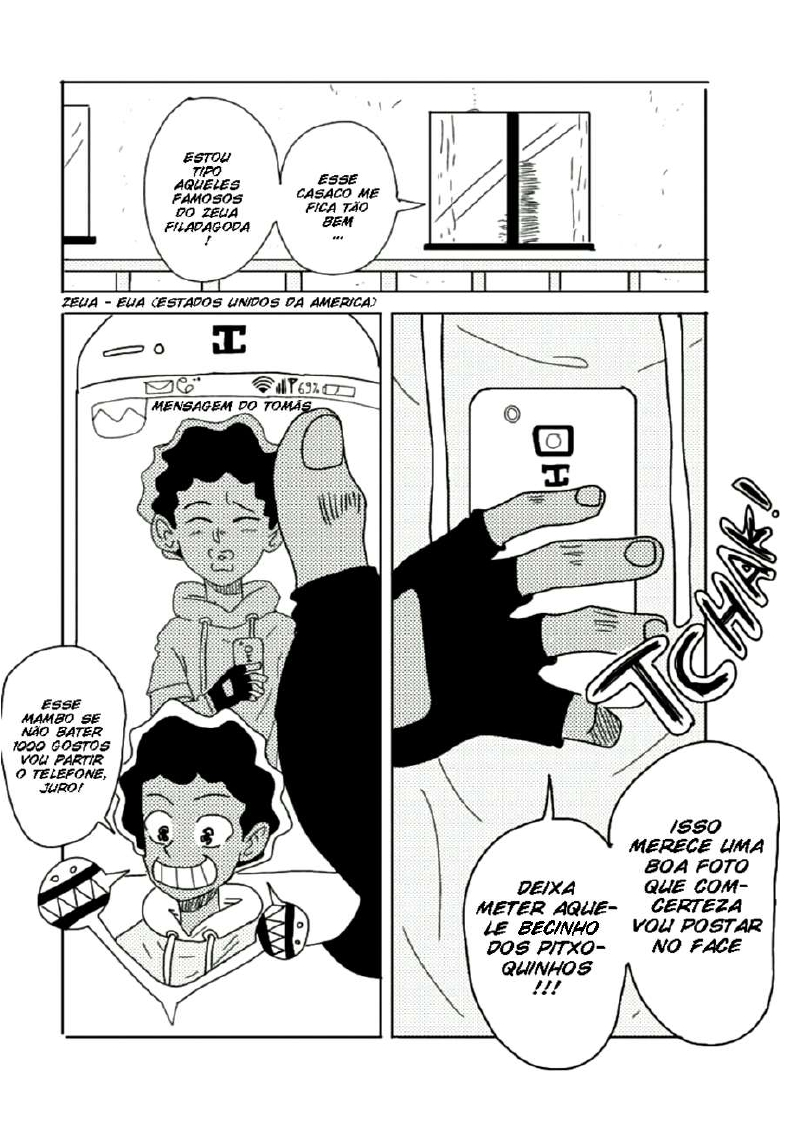 ESSE
CASACO ME
FICA TÃO
BEM
...
ESTOU
TIPO
AQUELES
FAMOSOS
DO ZEUA
FILADAGODA
!
ZEUA - EUA (ESTADOS UNIDOS DA AMERICA)
ISSO
MERECE UMA
BOA FOTO
QUE COM-
CERTEZA
VOU POSTAR
NO FACE
DEIXA
METER AQUE-
LE BECINHO
DOS PITXO-
QUINHOS
!!!
TCHAK!
69%
MENSAGEM DO TOMÁS
ESSE
MAMBO SE
NÃO BATER
1000 GOSTOS
VOU PARTIR
O TELEFONE,
JURO!